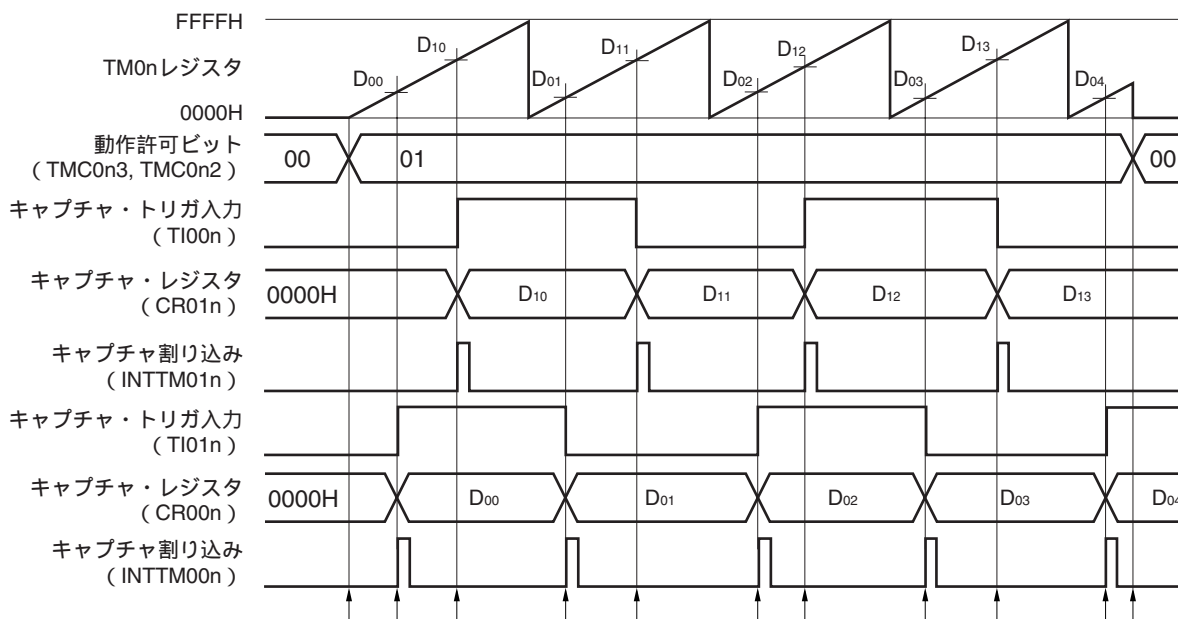 FFFFH
TM0nレジスタ
0000H
D10 D11 D12 D13
D00 D01 D02 D03 D04
動作許可ビット
（TMC0n3, TMC0n2）
00 01 00
キャプチャ・トリガ入力
（TI00n）
キャプチャ・レジスタ
（CR01n）
0000H D10 D11 D12 D13
キャプチャ割り込み
（INTTM01n）
キャプチャ・トリガ入力
（TI01n）
キャプチャ・レジスタ
（CR00n）
0000H D00 D01 D02 D03 D04
キャプチャ割り込み
（INTTM00n）